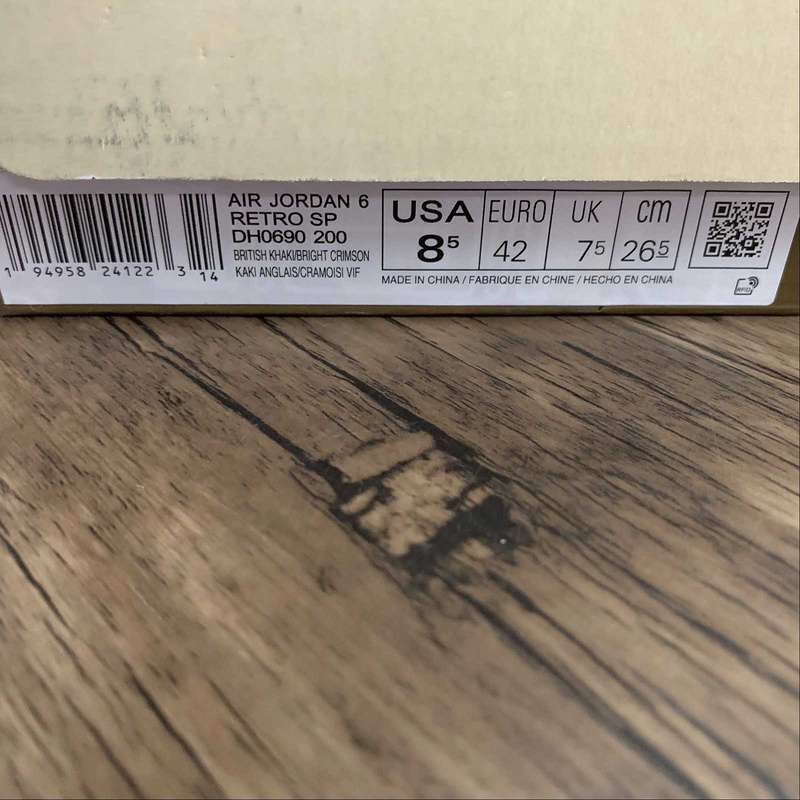 AIR JORDAN 6
RETRO SP
DH0690 200
BRITISH KHAKI/BRIGHT CRIMSON
KAKI ANGLAIS/CRAMOISI VIF
1 94958 24122 3 14
USA EURO UK cm
8⁵ 42 7⁵ 26⁵
MADE IN CHINA / FABRIQUE EN CHINE / HECHO EN CHINA
RFID